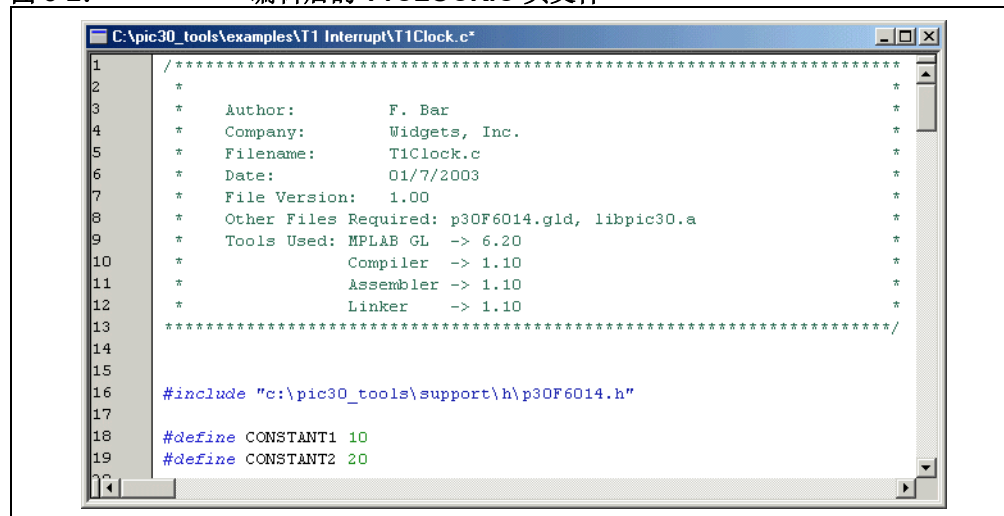 C:\pic30_tools\examples\T1 Interrupt\T1Clock.c*
1 /***********************************************************************
2  *                                                                     *
3  *    Author:         F. Bar                                           *
4  *    Company:        Widgets, Inc.                                    *
5  *    Filename:       T1Clock.c                                        *
6  *    Date:           01/7/2003                                        *
7  *    File Version:   1.00                                             *
8  *    Other Files Required: p30F6014.gld, libpic30.a                   *
9  *    Tools Used: MPLAB GL  -> 6.20                                    *
10  *                Compiler  -> 1.10                                    *
11  *                Assembler -> 1.10                                    *
12  *                Linker    -> 1.10                                    *
13 ***********************************************************************/
14
15
16 #include "c:\pic30_tools\support\h\p30F6014.h"
17
18 #define CONSTANT1 10
19 #define CONSTANT2 20